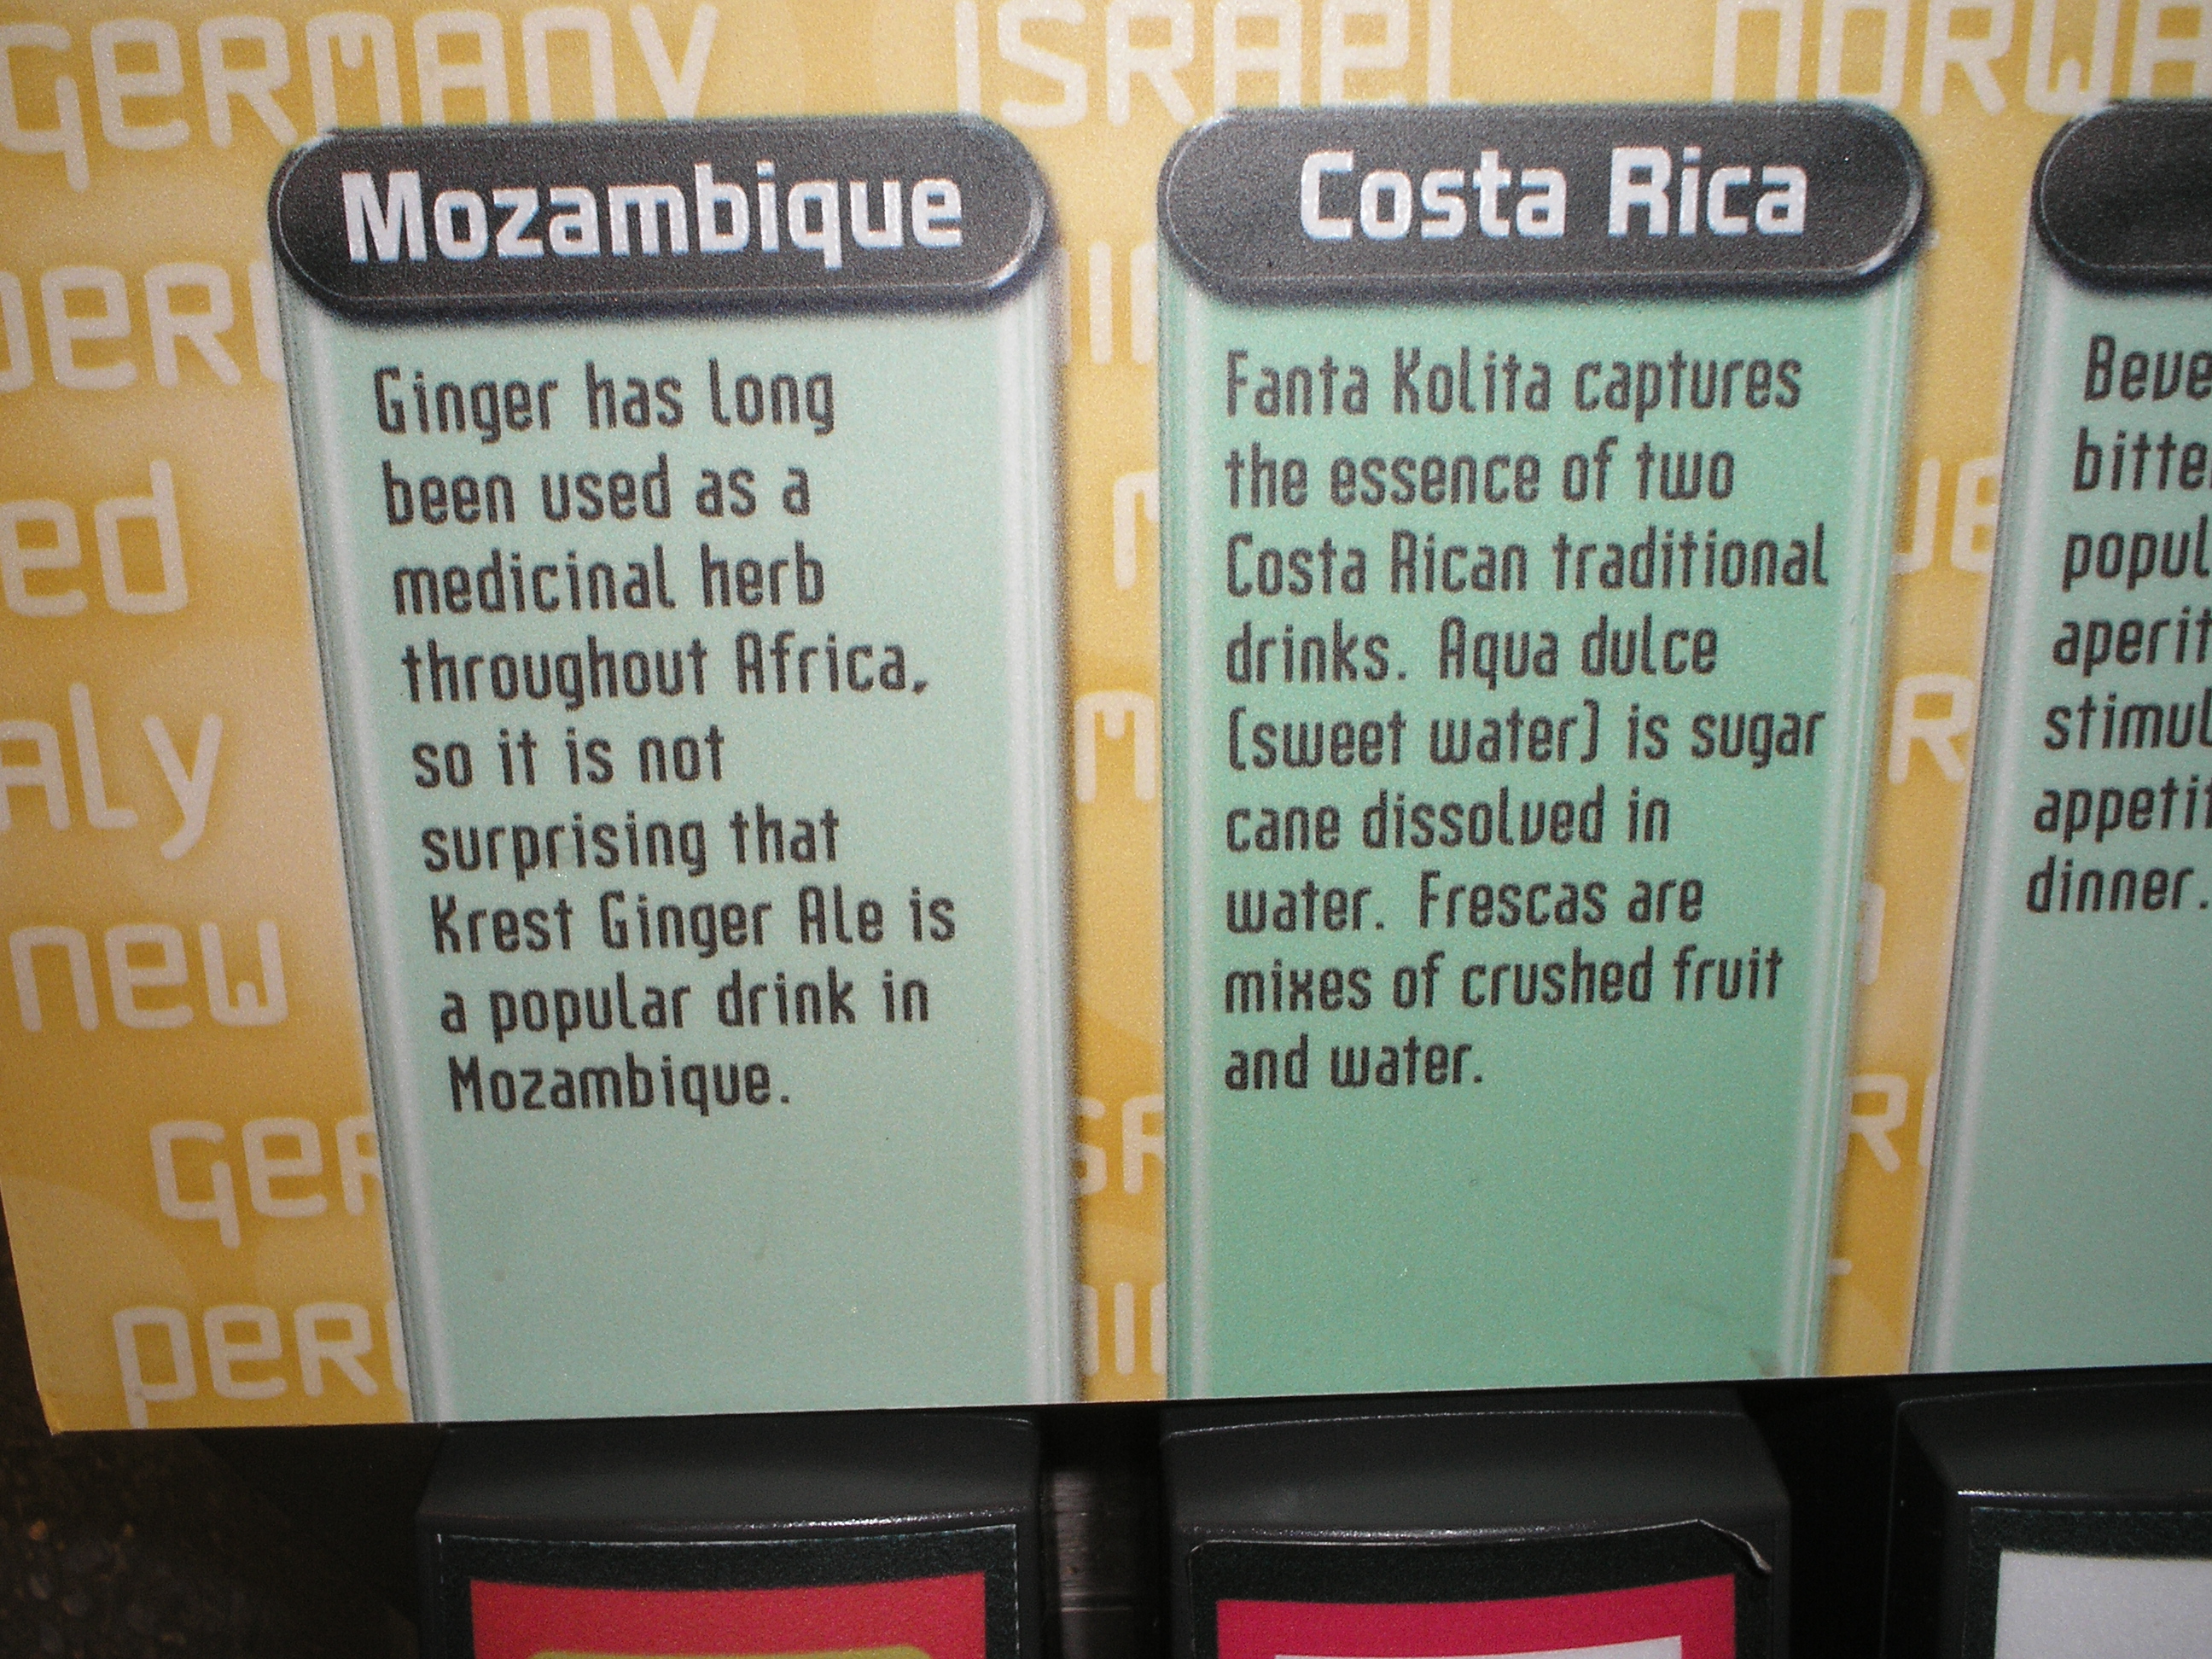 Germany
Israel
Mozambique
Ginger has long
been used as a
medicinal herb
throughout Africa,
so it is not
surprising that
Krest Ginger Ale is
a popular drink in
Mozambique.
Costa Rica
Fanta Kolita captures
the essence of two
Costa Rican traditional
drinks. Aqua dulce
(sweet water) is sugar
cane dissolved in
water. Frescas are
mixes of crushed fruit
and water.
dinner.
new